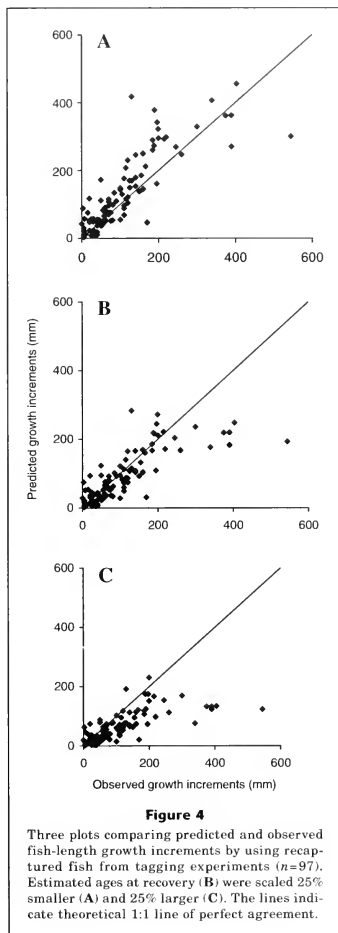 A
600
400
200
0
0
200
400
600
B
600
400
200
0
0
200
400
600
C
600
400
200
0
0
200
400
600
Predicted growth increments (mm)
Observed growth increments (mm)
Figure 4
Three plots comparing predicted and observed
fish-length growth increments by using recap-
tured fish from tagging experiments (n=97).
Estimated ages at recovery (B) were scaled 25%
smaller (A) and 25% larger (C). The lines indi-
cate theoretical 1:1 line of perfect agreement.